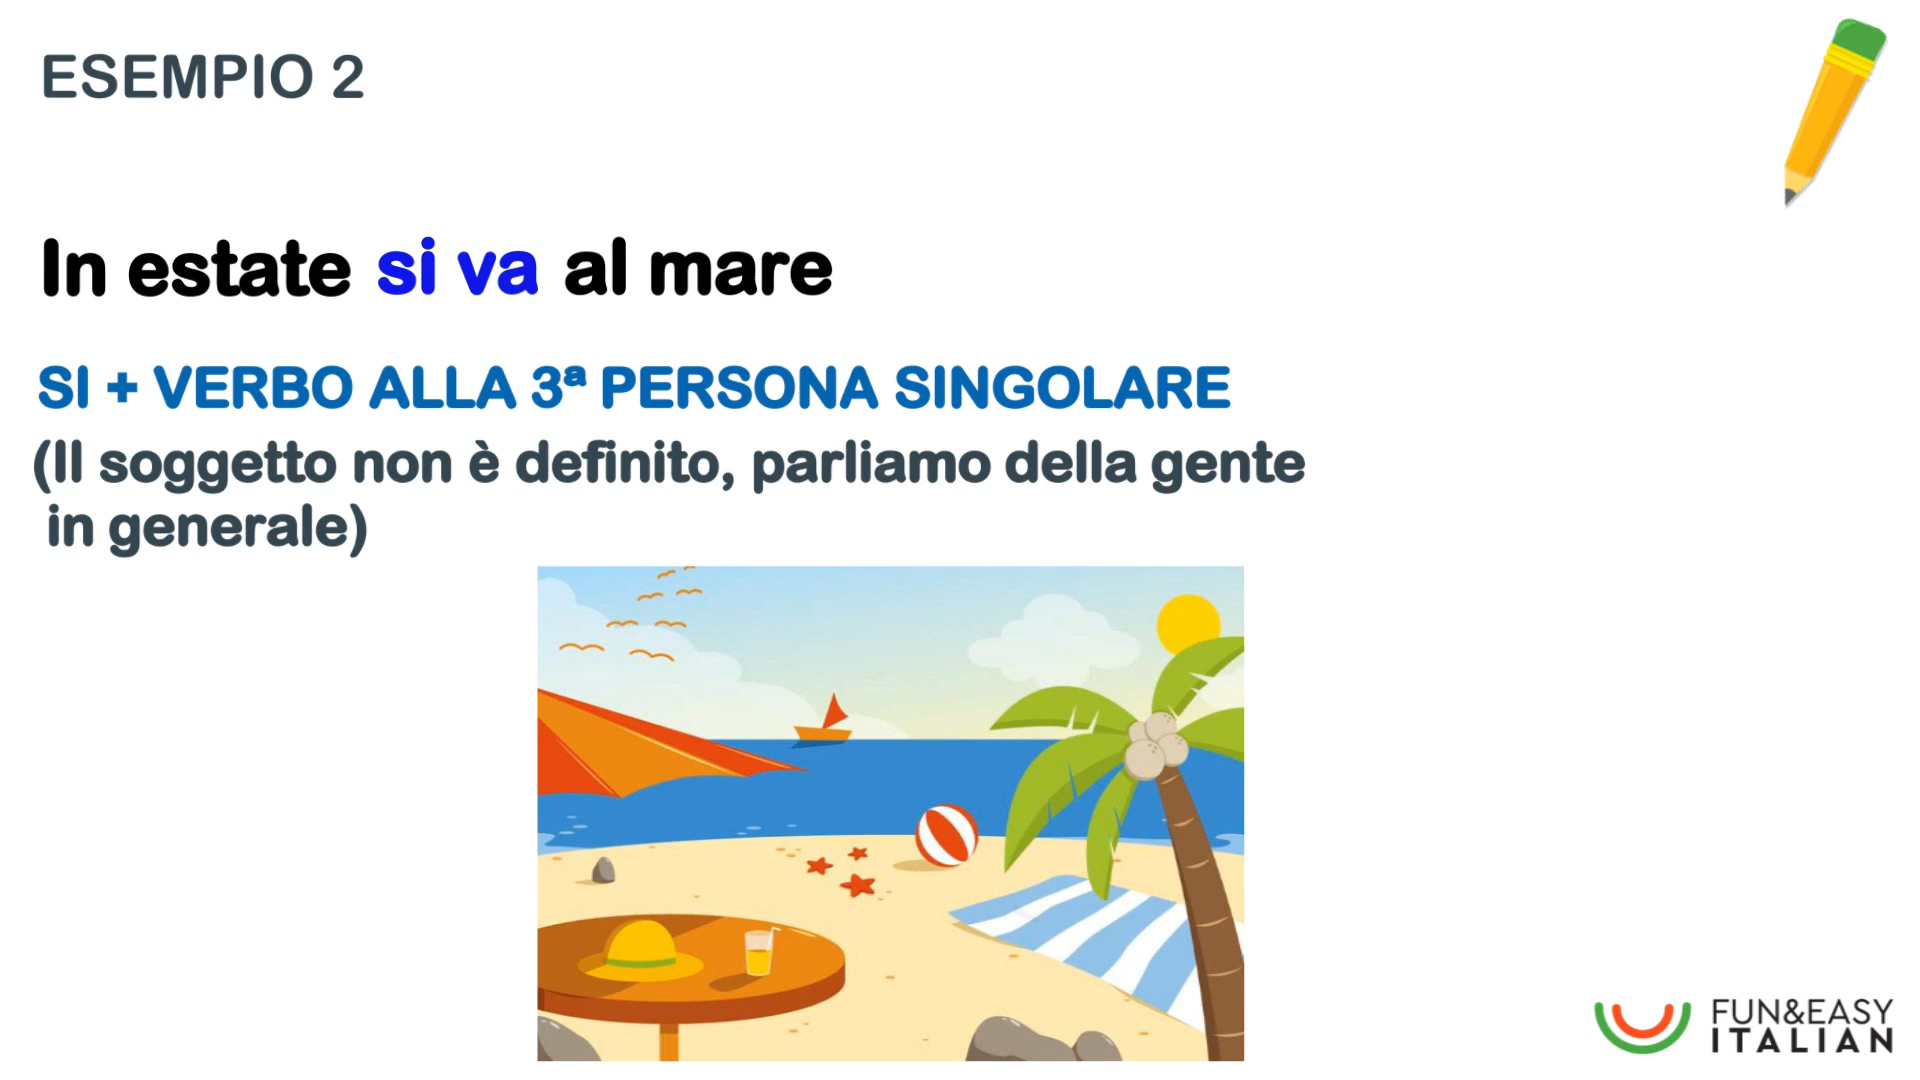 ESEMPIO 2
In estate si va al mare
SI + VERBO ALLA 3ª PERSONA SINGOLARE
(Il soggetto non è definito, parliamo della gente
in generale)
FUN&EASY
ITALIAN